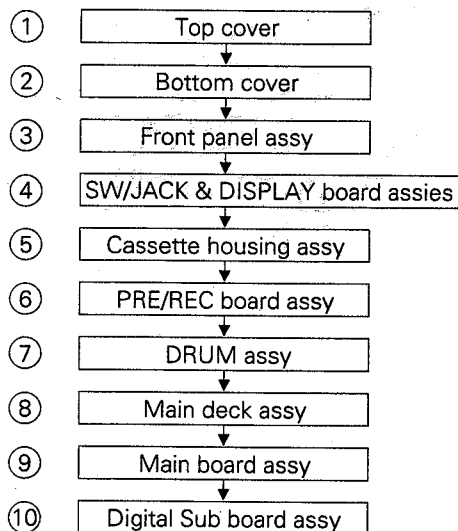 ① Top cover
② Bottom cover
③ Front panel assy
④ SW/JACK & DISPLAY board assies
⑤ Cassette housing assy
⑥ PRE/REC board assy
⑦ DRUM assy
⑧ Main deck assy
⑨ Main board assy
⑩ Digital Sub board assy